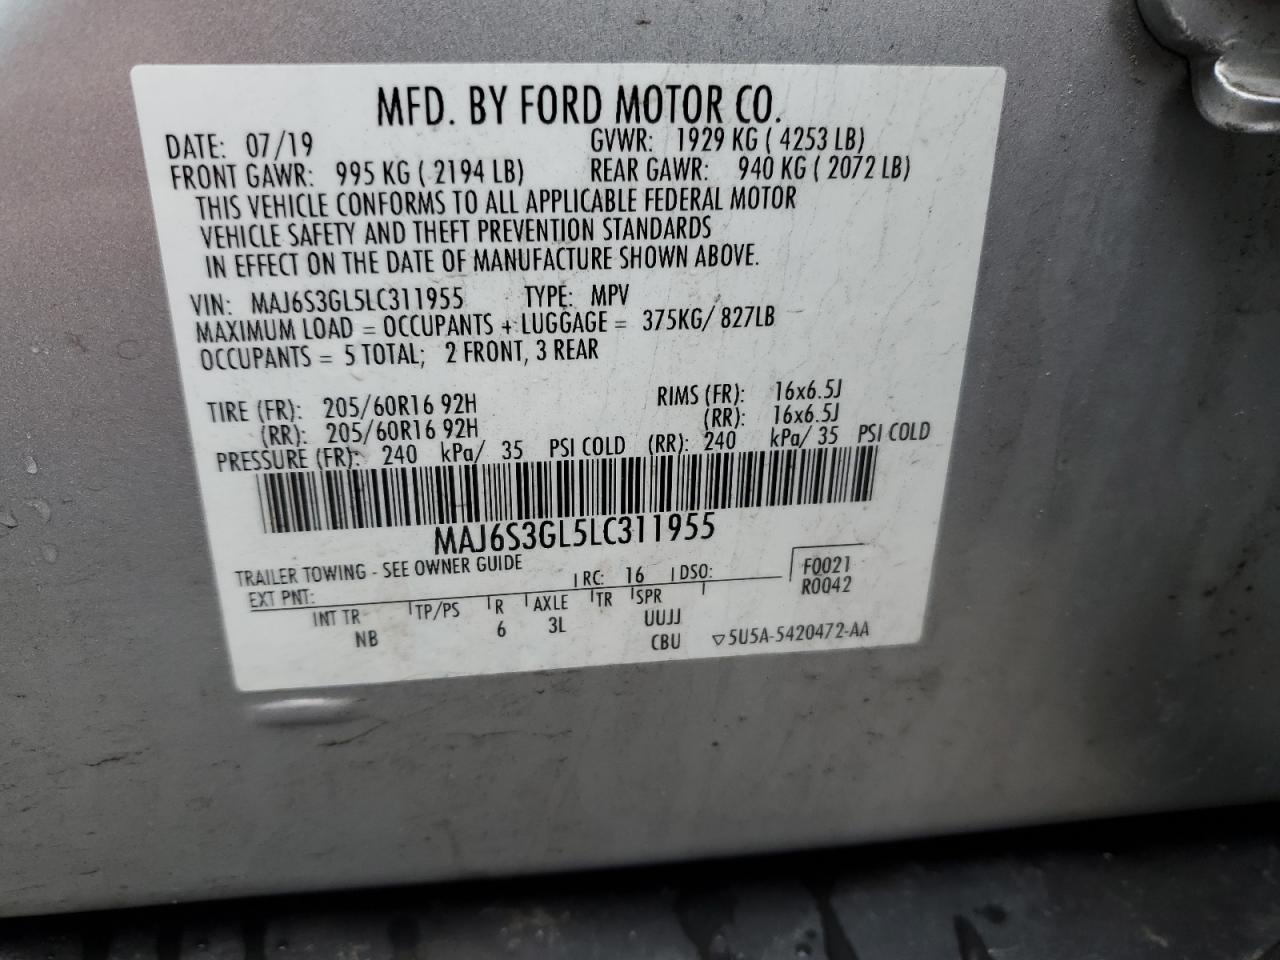 MFD. BY FORD MOTOR CO.
DATE: 07/19 GVWR: 1929 KG ( 4253 LB)
FRONT GAWR: 995 KG ( 2194 LB) REAR GAWR: 940 KG ( 2072 LB)
THIS VEHICLE CONFORMS TO ALL APPLICABLE FEDERAL MOTOR
VEHICLE SAFETY AND THEFT PREVENTION STANDARDS
IN EFFECT ON THE DATE OF MANUFACTURE SHOWN ABOVE.
VIN: MAJ6S3GL5LC311955 TYPE: MPV
MAXIMUM LOAD = OCCUPANTS + LUGGAGE = 375KG/ 827LB
OCCUPANTS = 5 TOTAL; 2 FRONT, 3 REAR
TIRE (FR): 205/60R16 92H RIMS (FR): 16x6.5J
(RR): 205/60R16 92H (RR): 16x6.5J
PRESSURE (FR): 240 kPa/ 35 PSI COLD (RR): 240 kPa/ 35 PSI COLD
MAJ6S3GL5LC311955
TRAILER TOWING - SEE OWNER GUIDE
EXT PNT: RC: 16 DSO: F0021
R0042
INT TR TP/PS R AXLE TR SPR
NB 6 3L UUJJ
CBU ▽5U5A-5420472-AA